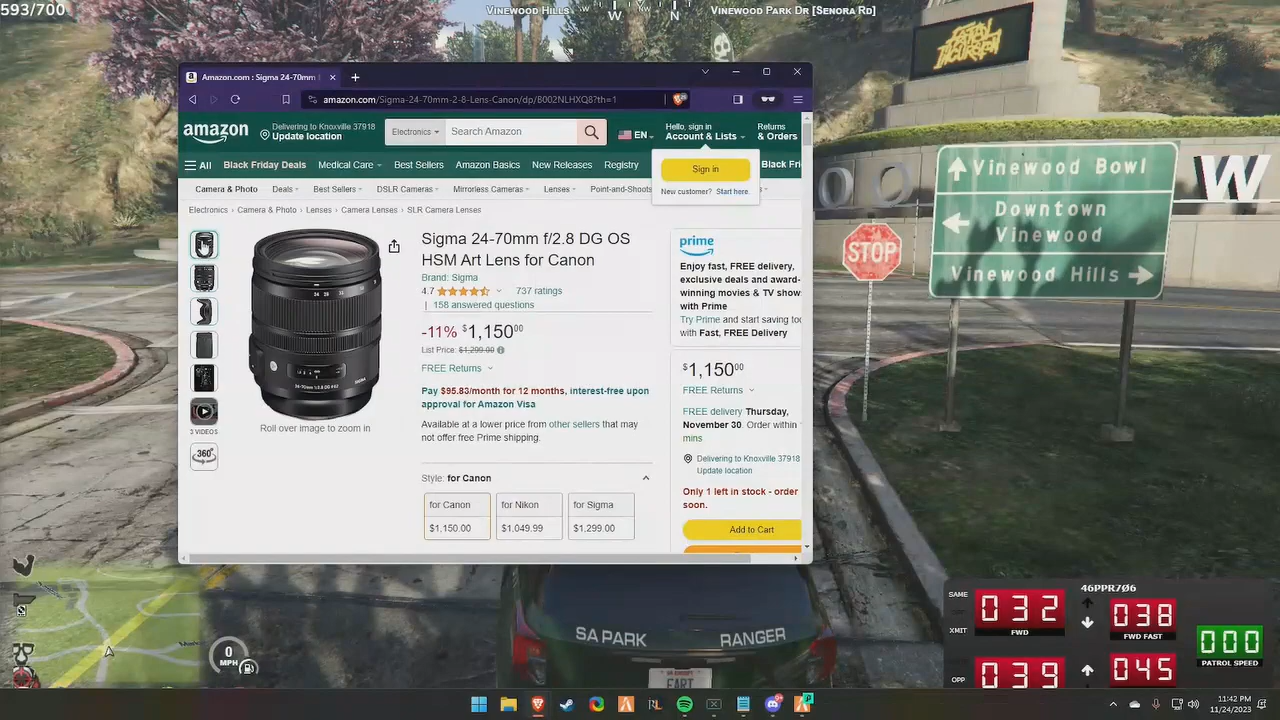 593/700
VINEWOOD HILLS
W
N
VINEWOOD PARK DR [SENORA RD]
Amazon.com : Sigma 24-70mm f
amazon.com/Sigma-24-70mm-2-8-Lens-Canon/dp/B002NLHXQ8?th=1
amazon
Delivering to Knoxville 37918
Update location
Electronics
Search Amazon
EN
Hello, sign in
Account & Lists
Returns
& Orders
Sign in
New customer? Start here.
All
Black Friday Deals
Medical Care
Best Sellers
Amazon Basics
New Releases
Registry
Black Fri
Camera & Photo
Deals
Best Sellers
DSLR Cameras
Mirrorless Cameras
Lenses
Point-and-Shoots
Electronics › Camera & Photo › Lenses › Camera Lenses › SLR Camera Lenses
Sigma 24-70mm f/2.8 DG OS
HSM Art Lens for Canon
Brand: Sigma
4.7
737 ratings
| 158 answered questions
-11% $1,15000
List Price: $1,299.00
FREE Returns
Pay $95.83/month for 12 months, interest-free upon
approval for Amazon Visa
Available at a lower price from other sellers that may
not offer free Prime shipping.
Style: for Canon
for Canon
$1,150.00
for Nikon
$1,049.99
for Sigma
$1,299.00
3 VIDEOS
360°
Roll over image to zoom in
prime
Enjoy fast, FREE delivery,
exclusive deals and award-
winning movies & TV shows
with Prime
Try Prime and start saving today
with Fast, FREE Delivery
$1,15000
FREE Returns
FREE delivery Thursday,
November 30. Order within
mins
Delivering to Knoxville 37918
Update location
Only 1 left in stock - order
soon.
Add to Cart
STOP
Vinewood Bowl
Downtown
Vinewood
Vinewood Hills
W
SA PARK RANGER
FART
0
MPH
46PPR706
SAME
XMIT
032
FWD
038
FWD FAST
000
PATROL SPEED
OPP
039
045
11:42 PM
11/24/2023